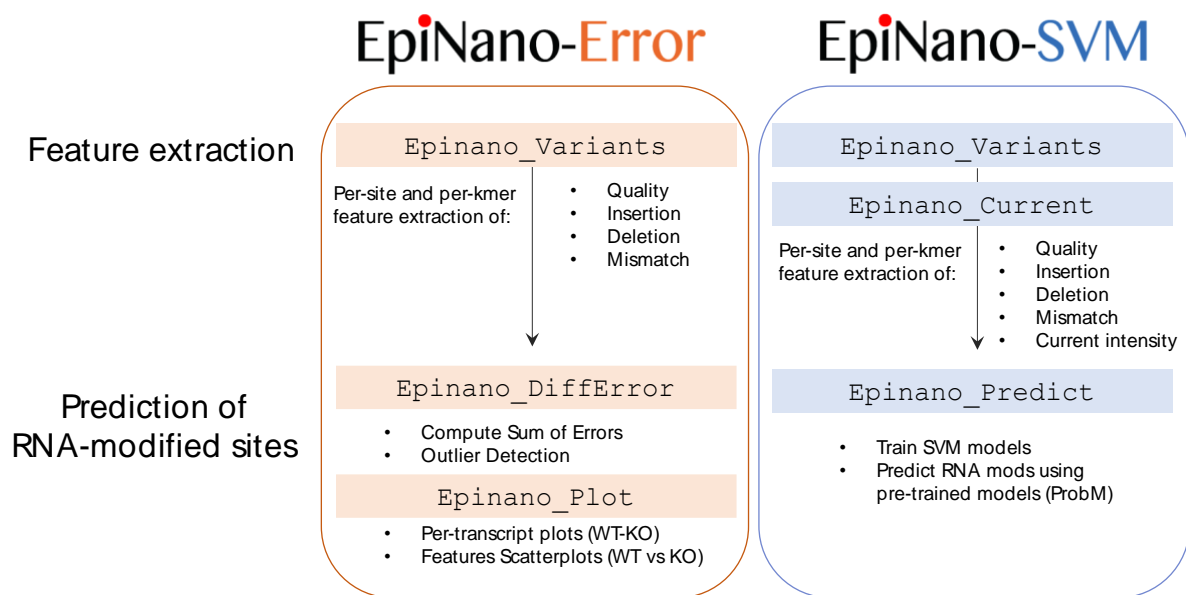 EpiNano-Error
EpiNano-SVM
Feature extraction
Epinano_Variants
Per-site and per-kmer
feature extraction of:
• Quality
• Insertion
• Deletion
• Mismatch
Epinano_Variants
Epinano_Current
Per-site and per-kmer
feature extraction of:
• Quality
• Insertion
• Deletion
• Mismatch
• Current intensity
Prediction of
RNA-modified sites
Epinano_DiffError
• Compute Sum of Errors
• Outlier Detection
Epinano_Plot
• Per-transcript plots (WT-KO)
• Features Scatterplots (WT vs KO)
Epinano_Predict
• Train SVM models
• Predict RNA mods using
pre-trained models (ProbM)